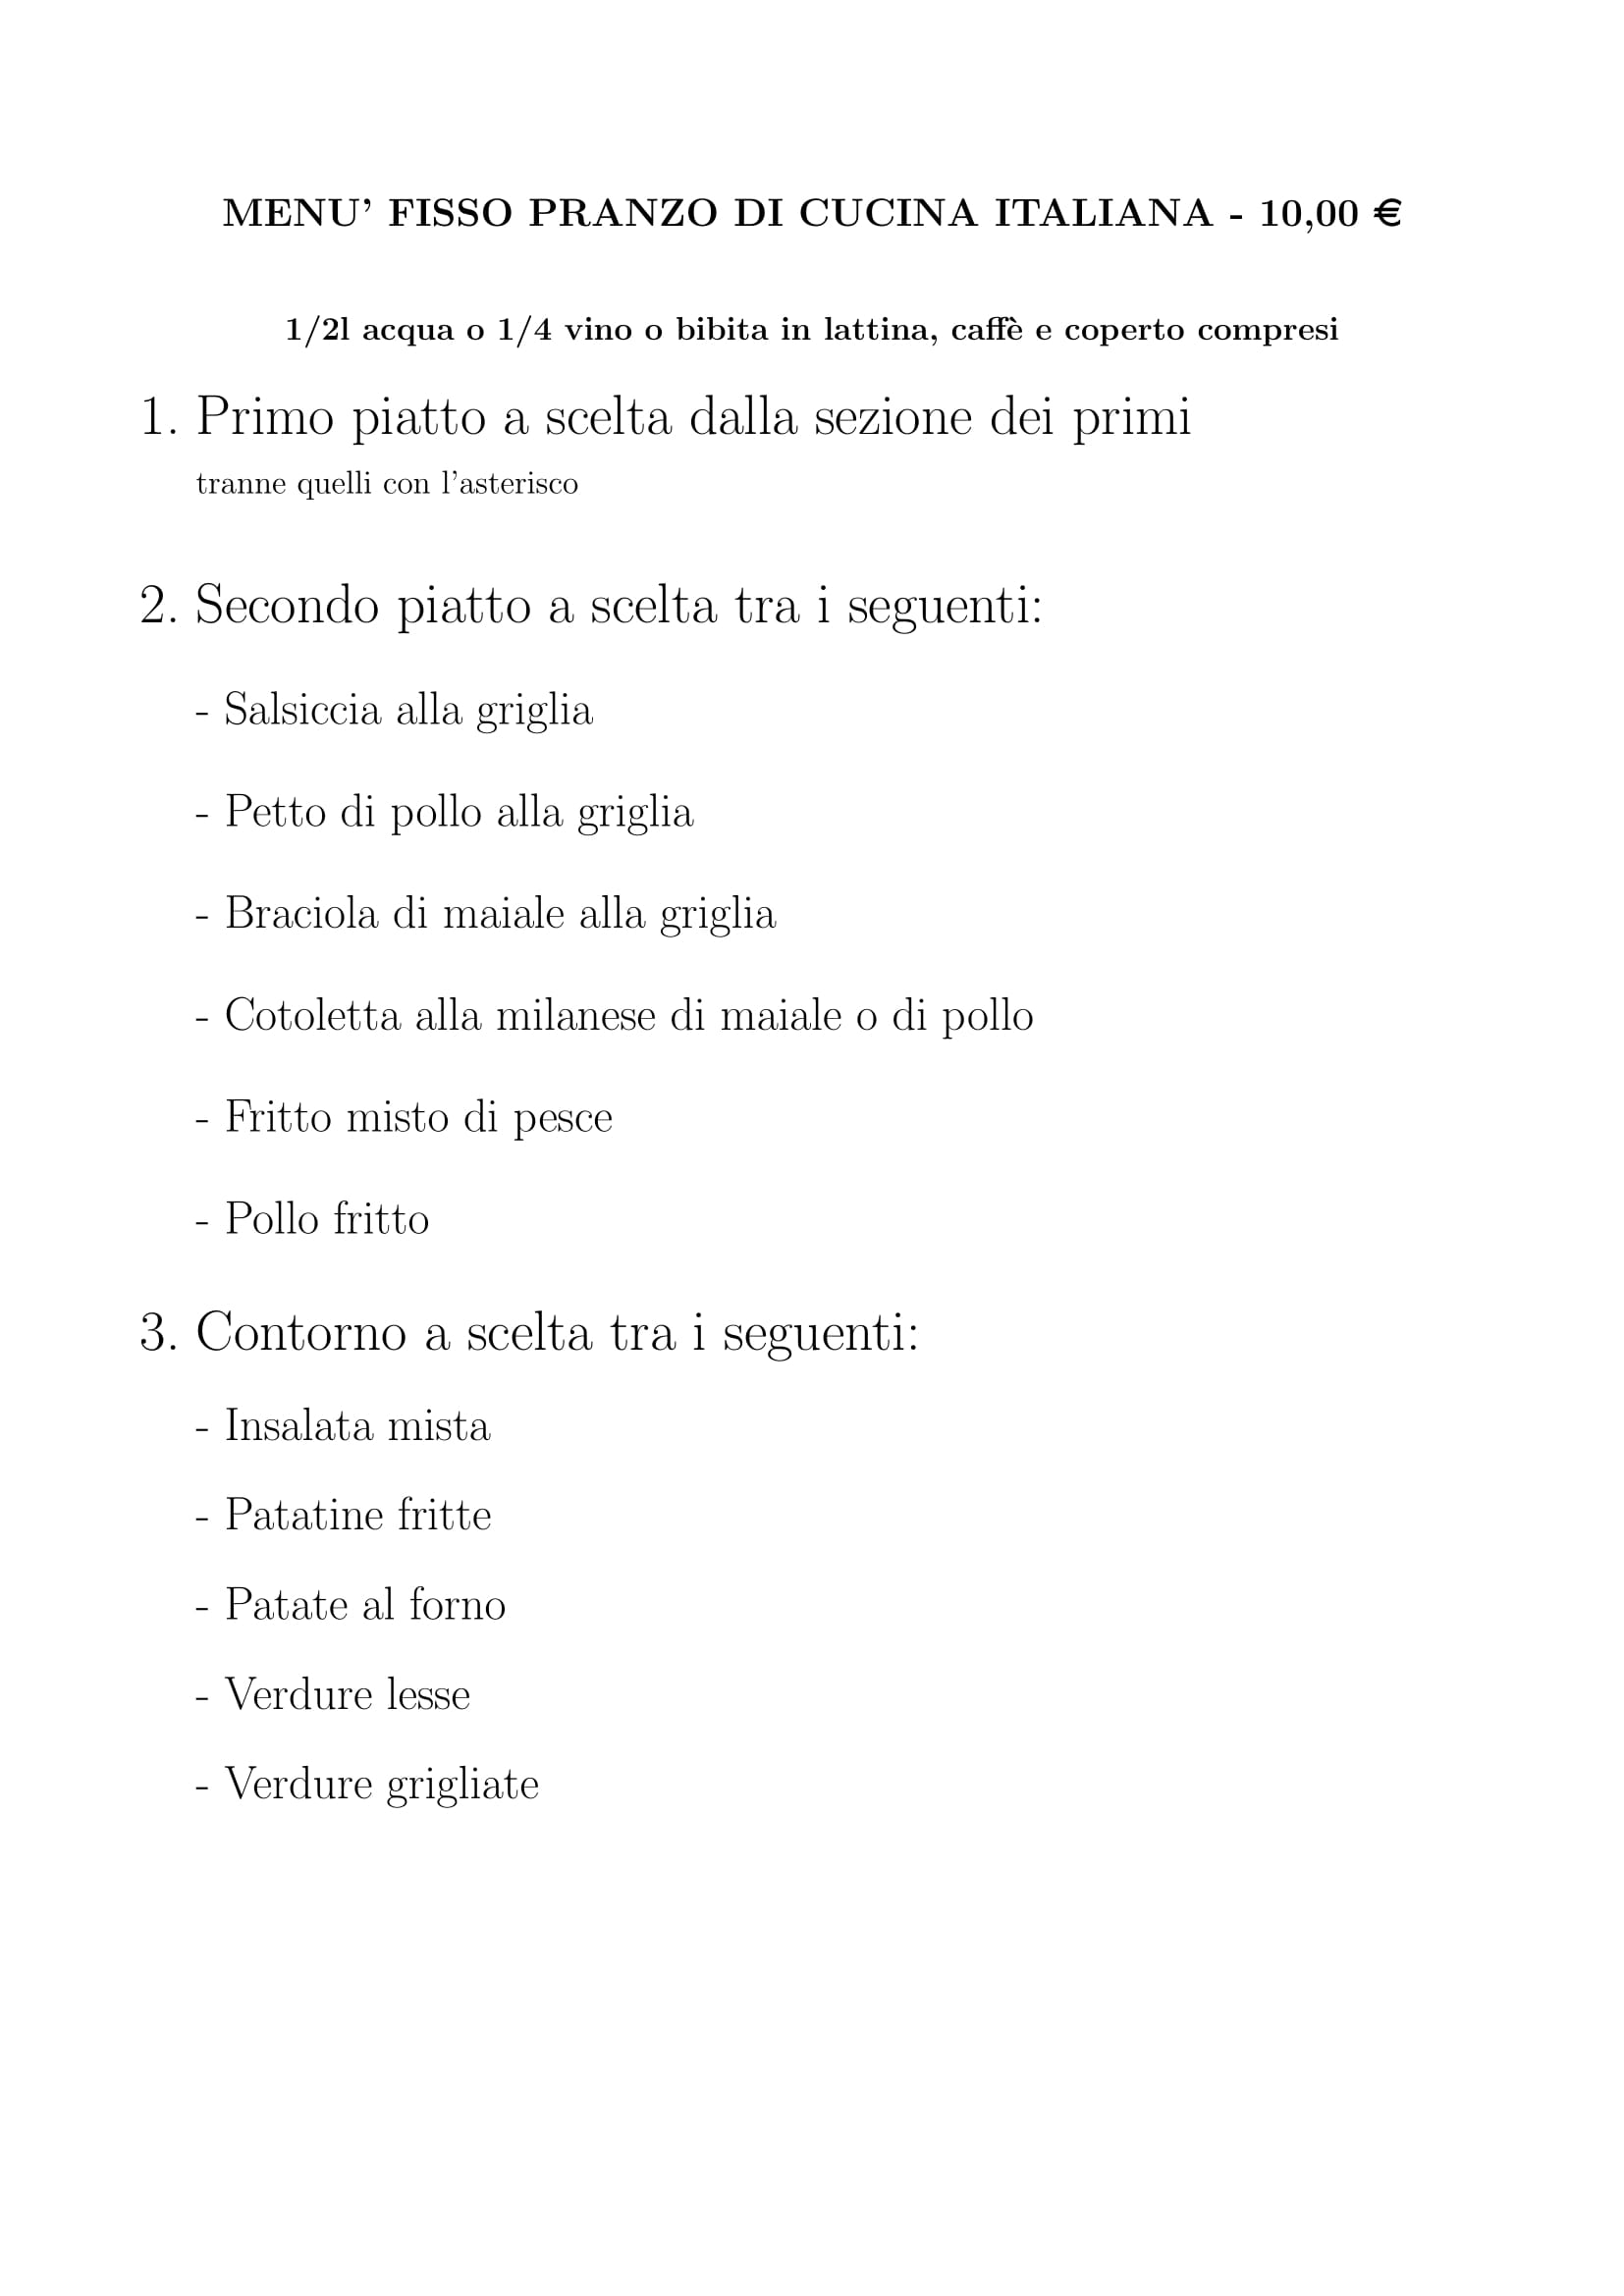 MENU' FISSO PRANZO DI CUCINA ITALIANA - 10,00 €
1/2l acqua o 1/4 vino o bibita in lattina, caffè e coperto compresi
1. Primo piatto a scelta dalla sezione dei primi
tranne quelli con l'asterisco
2. Secondo piatto a scelta tra i seguenti:
- Salsiccia alla griglia
- Petto di pollo alla griglia
- Braciola di maiale alla griglia
- Cotoletta alla milanese di maiale o di pollo
- Fritto misto di pesce
- Pollo fritto
3. Contorno a scelta tra i seguenti:
- Insalata mista
- Patatine fritte
- Patate al forno
- Verdure lesse
- Verdure grigliate